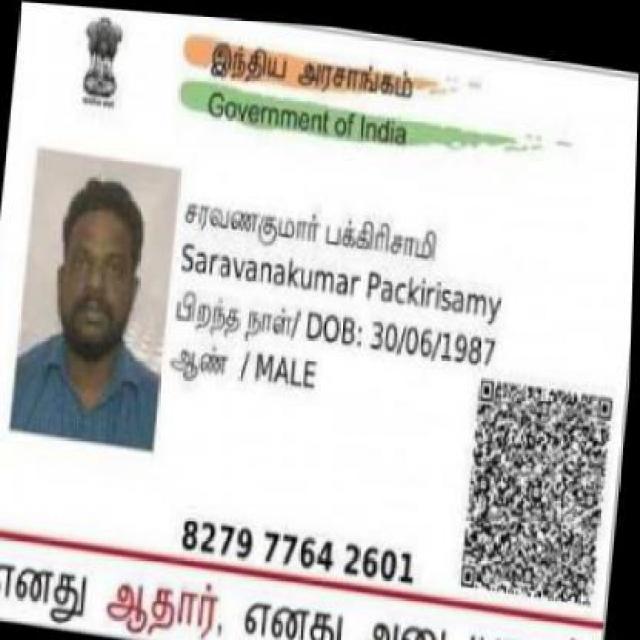 இந்திய அரசாங்கம்
Government of India
சரவணகுமார் பக்கிரிசாமி
Saravanakumar Packirisamy
பிறந்த நாள்/ DOB: 30/06/1987
ஆண் / MALE
8279 7764 2601
எனது ஆதார், எனது